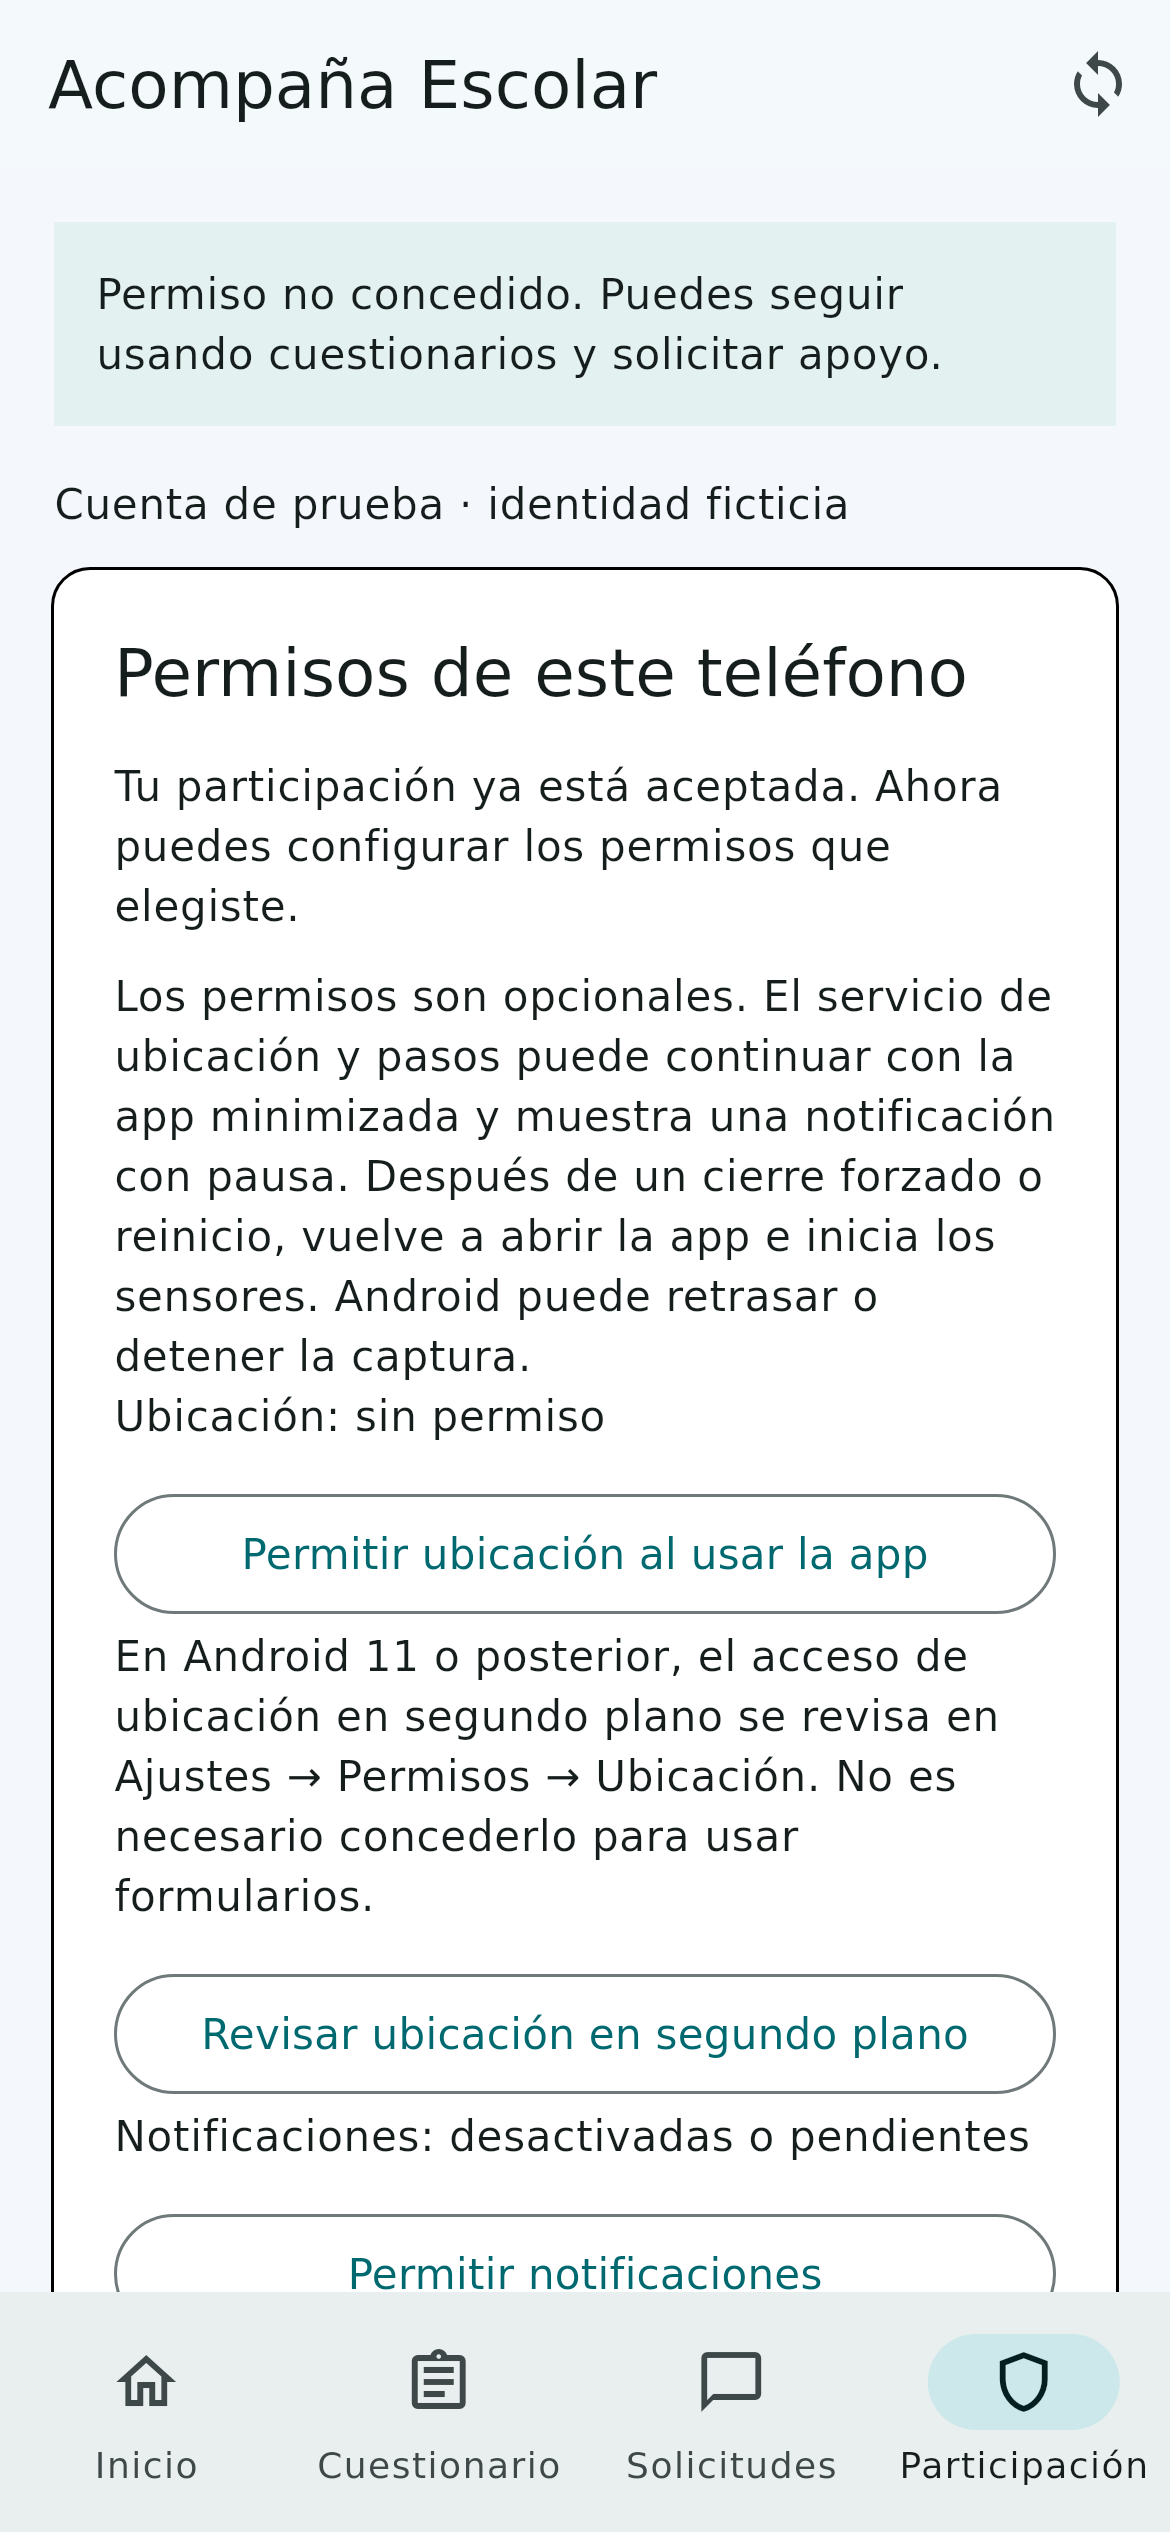 Acompaña Escolar
Permiso no concedido. Puedes seguir
usando cuestionarios y solicitar apoyo.
Cuenta de prueba · identidad ficticia
Permisos de este teléfono
Tu participación ya está aceptada. Ahora
puedes configurar los permisos que
elegiste.
Los permisos son opcionales. El servicio de
ubicación y pasos puede continuar con la
app minimizada y muestra una notificación
con pausa. Después de un cierre forzado o
reinicio, vuelve a abrir la app e inicia los
sensores. Android puede retrasar o
detener la captura.
Ubicación: sin permiso
Permitir ubicación al usar la app
En Android 11 o posterior, el acceso de
ubicación en segundo plano se revisa en
Ajustes → Permisos → Ubicación. No es
necesario concederlo para usar
formularios.
Revisar ubicación en segundo plano
Notificaciones: desactivadas o pendientes
Permitir notificaciones
Inicio
Cuestionario
Solicitudes
Participación